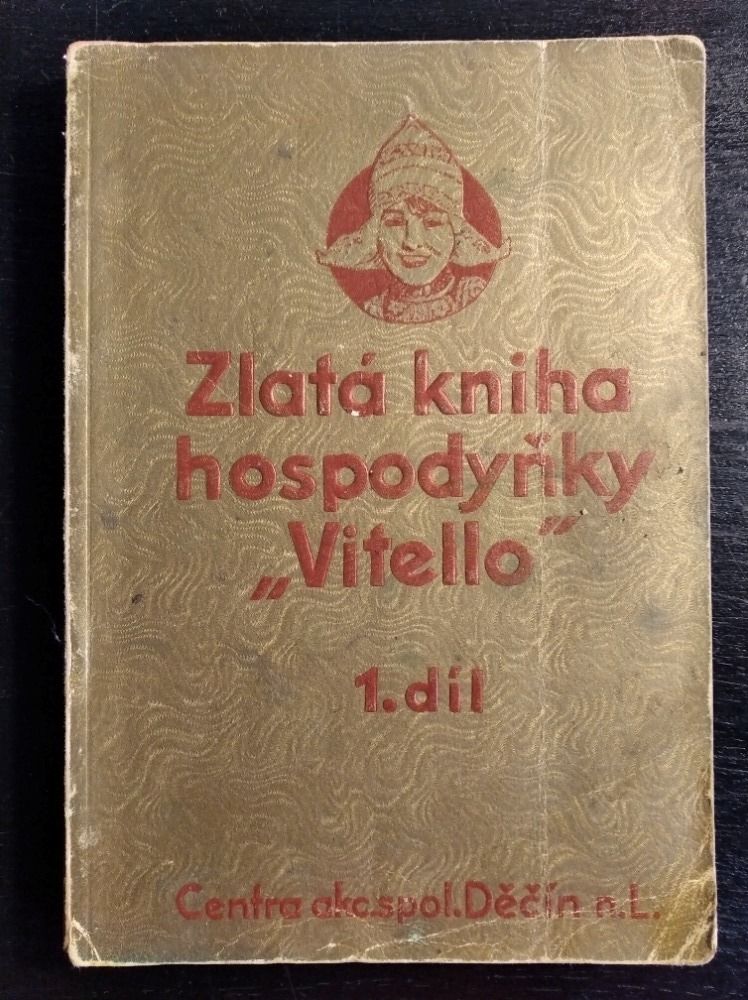 Zlatá kniha
hospodyňky
„Vitello"
1. díl
Centra akc.spol.Děčín n.L.